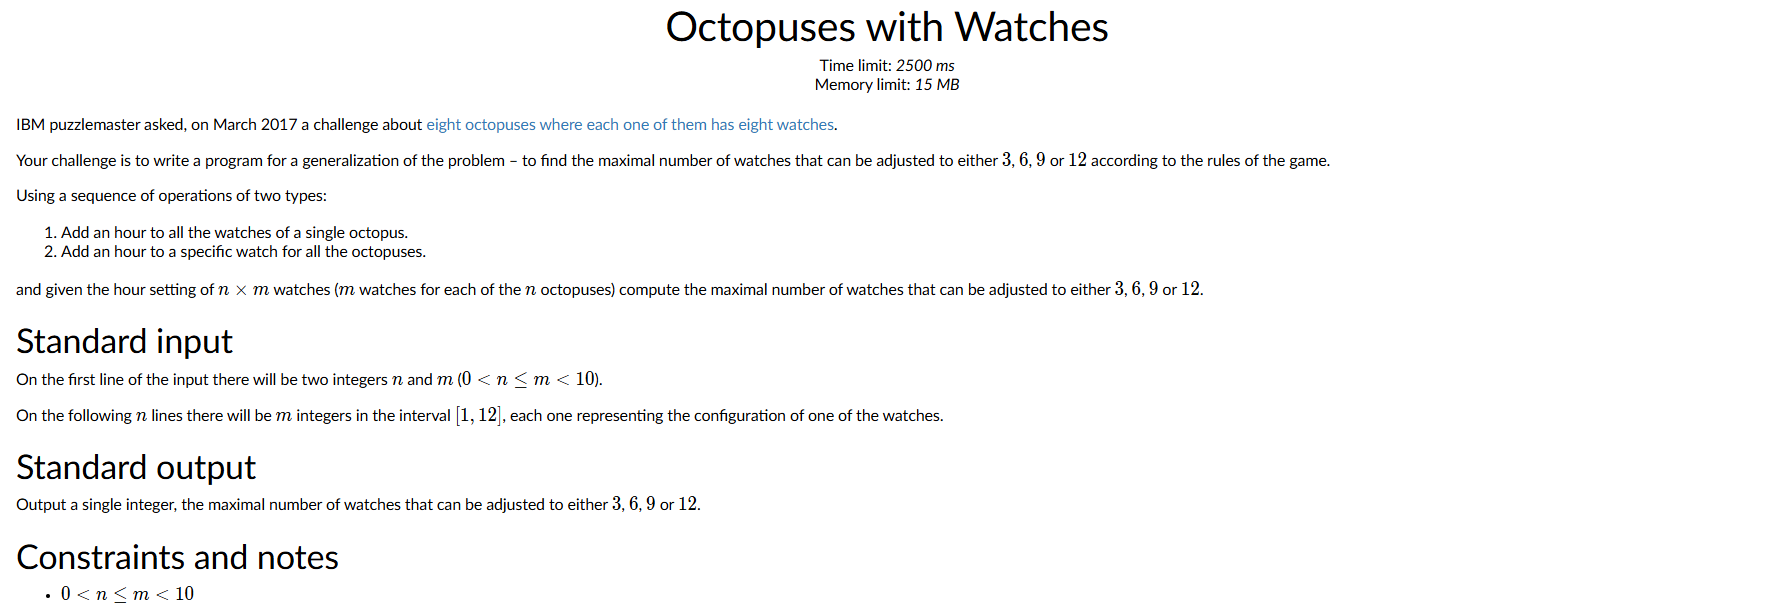 Octopuses with Watches
Time limit: 2500 ms
Memory limit: 15 MB
IBM puzzlemaster asked, on March 2017 a challenge about eight octopuses where each one of them has eight watches.
Your challenge is to write a program for a generalization of the problem – to find the maximal number of watches that can be adjusted to either 3, 6, 9 or 12 according to the rules of the game.
Using a sequence of operations of two types:
1. Add an hour to all the watches of a single octopus.
2. Add an hour to a specific watch for all the octopuses.
and given the hour setting of n × m watches (m watches for each of the n octopuses) compute the maximal number of watches that can be adjusted to either 3, 6, 9 or 12.
Standard input
On the first line of the input there will be two integers n and m (0 < n ≤ m < 10).
On the following n lines there will be m integers in the interval [1, 12], each one representing the configuration of one of the watches.
Standard output
Output a single integer, the maximal number of watches that can be adjusted to either 3, 6, 9 or 12.
Constraints and notes
• 0 < n ≤ m < 10